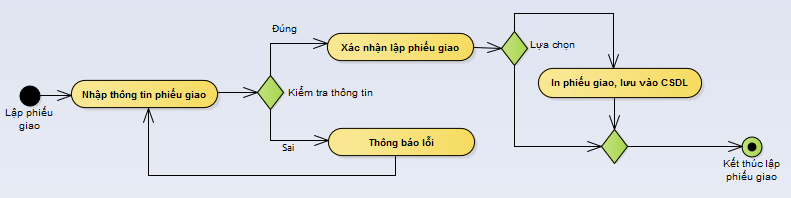 Đúng
Xác nhận lập phiếu giao
Lựa chọn
Nhập thông tin phiếu giao
Kiểm tra thông tin
In phiếu giao, lưu vào CSDL
Lập phiếu
giao
Sai
Thông báo lỗi
Kết thúc lập
phiếu giao